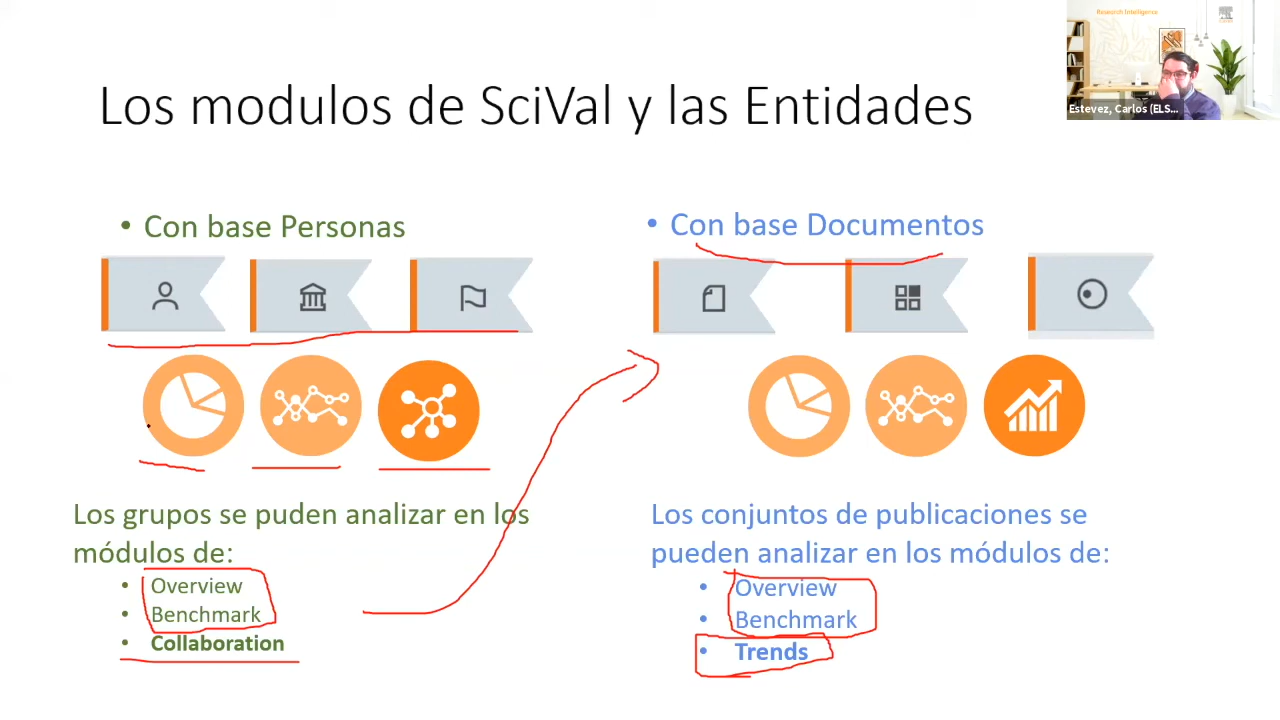 Research Intelligence
Estevez, Carlos (ELS...
Los modulos de SciVal y las Entidades
• Con base Personas
Los grupos se puden analizar en los
módulos de:
• Overview
• Benchmark
• Collaboration
• Con base Documentos
Los conjuntos de publicaciones se
pueden analizar en los módulos de:
• Overview
• Benchmark
• Trends